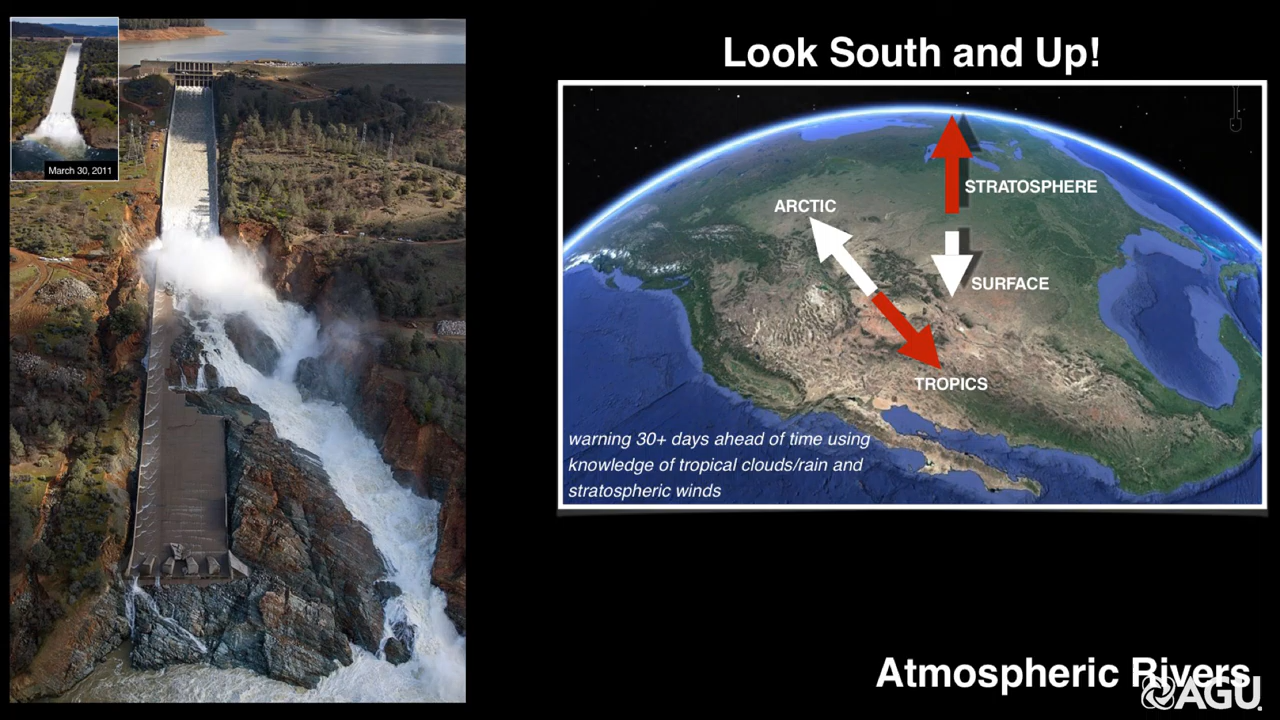 March 30, 2011
Look South and Up!
STRATOSPHERE
ARCTIC
SURFACE
TROPICS
warning 30+ days ahead of time using
knowledge of tropical clouds/rain and
stratospheric winds
Atmospheric Rivers
AGU.